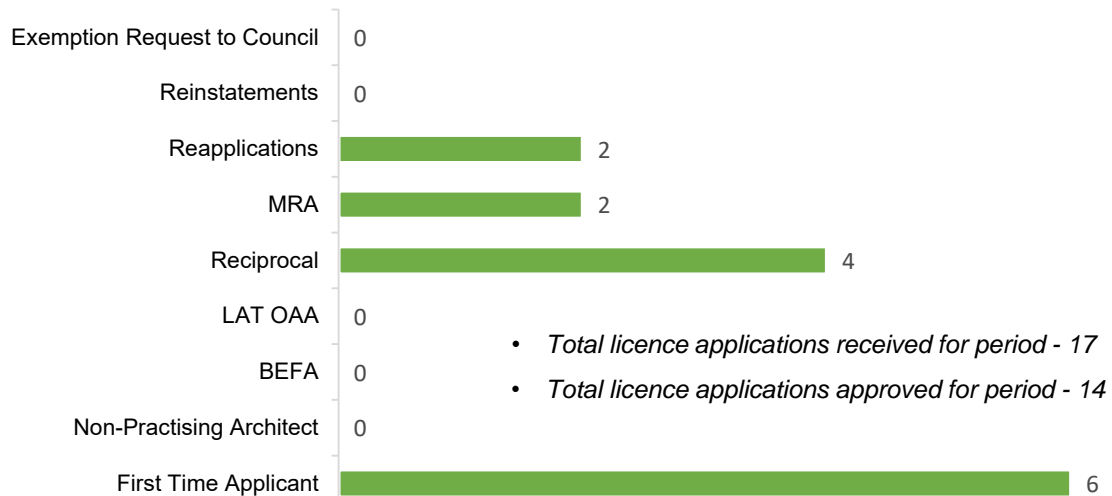 Exemption Request to Council 0
Reinstatements 0
Reapplications 2
MRA 2
Reciprocal 4
LAT OAA 0
• Total licence applications received for period - 17
BEFA 0
• Total licence applications approved for period - 14
Non-Practising Architect 0
First Time Applicant 6